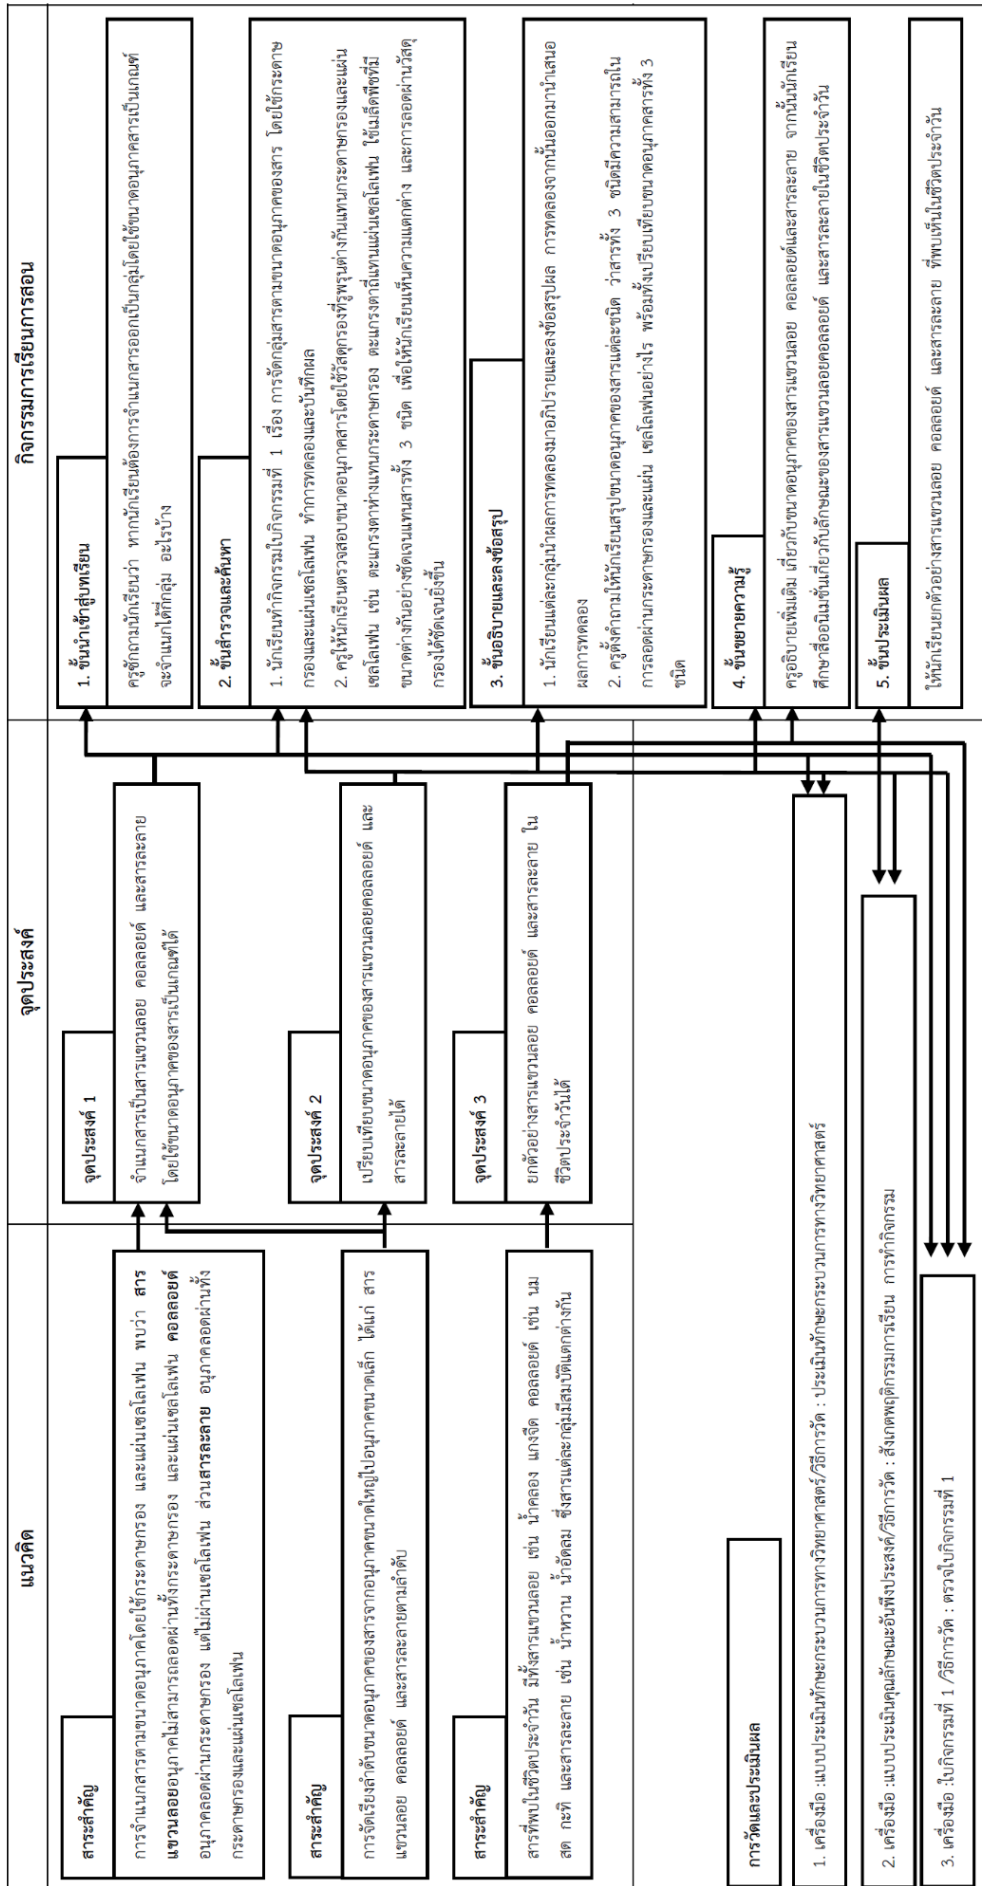 แนวคิด
จุดประสงค์
กิจกรรมการเรียนการสอน
สาระสำคัญ
การจำแนกสารตามขนาดอนุภาคโดยใช้กระดาษกรอง และแผ่นเซลโลเฟน พบว่า สาร
แขวนลอยอนุภาคไม่สามารถลอดผ่านทั้งกระดาษกรอง และแผ่นเซลโลเฟน คอลลอยด์
อนุภาคลอดผ่านกระดาษกรอง แต่ไม่ผ่านเซลโลเฟน ส่วนสารละลาย อนุภาคลอดผ่านทั้ง
กระดาษกรองและแผ่นเซลโลเฟน
สาระสำคัญ
การจัดเรียงลำดับขนาดอนุภาคของสารจากอนุภาคขนาดใหญ่ไปอนุภาคขนาดเล็ก ได้แก่ สาร
แขวนลอย คอลลอยด์ และสารละลายตามลำดับ
สาระสำคัญ
สารที่พบในชีวิตประจำวัน มีทั้งสารแขวนลอย เช่น น้ำคลอง แกงจืด คอลลอยด์ เช่น นม
สด กะทิ และสารละลาย เช่น น้ำหวาน น้ำอัดลม ซึ่งสารแต่ละกลุ่มมีสมบัติแตกต่างกัน
จุดประสงค์ 1
จำแนกสารเป็นสารแขวนลอย คอลลอยด์ และสารละลาย
โดยใช้ขนาดอนุภาคของสารเป็นเกณฑ์ได้
จุดประสงค์ 2
เปรียบเทียบขนาดอนุภาคของสารแขวนลอยคอลลอยด์ และ
สารละลายได้
จุดประสงค์ 3
ยกตัวอย่างสารแขวนลอย คอลลอยด์ และสารละลาย ใน
ชีวิตประจำวันได้
1. ขั้นนำเข้าสู่บทเรียน
ครูซักถามนักเรียนว่า หากนักเรียนต้องการจำแนกสารออกเป็นกลุ่มโดยใช้ขนาดอนุภาคสารเป็นเกณฑ์
จะจำแนกได้กี่กลุ่ม อะไรบ้าง
2. ขั้นสำรวจและค้นหา
1. นักเรียนทำกิจกรรมใบกิจกรรมที่ 1 เรื่อง การจัดกลุ่มสารตามขนาดอนุภาคของสาร โดยใช้กระดาษ
กรองและแผ่นเซลโลเฟน ทำการทดลองและบันทึกผล
2. ครูให้นักเรียนตรวจสอบขนาดอนุภาคสารโดยใช้วัสดุกรองที่รูพรุนต่างกันแทนกระดาษกรองและแผ่น
เซลโลเฟน เช่น ตะแกรงตาห่างแทนกระดาษกรอง ตะแกรงตาถี่แทนแผ่นเซลโลเฟน ใช้เมล็ดพืชที่มี
ขนาดต่างกันอย่างชัดเจนแทนสารทั้ง 3 ชนิด เพื่อให้นักเรียนเห็นความแตกต่าง และการลอดผ่านวัสดุ
กรองได้ชัดเจนยิ่งขึ้น
3. ขั้นอธิบายและลงข้อสรุป
1. นักเรียนแต่ละกลุ่มนำผลการทดลองมาอภิปรายและลงข้อสรุปผล การทดลองจากนั้นออกมานำเสนอ
ผลการทดลอง
2. ครูตั้งคำถามให้นักเรียนสรุปขนาดอนุภาคของสารแต่ละชนิด ว่าสารทั้ง 3 ชนิดมีความสามารถใน
การลอดผ่านกระดาษกรองและแผ่น เซลโลเฟนอย่างไร พร้อมทั้งเปรียบเทียบขนาดอนุภาคสารทั้ง 3
ชนิด
4. ขั้นขยายความรู้
ครูอธิบายเพิ่มเติม เกี่ยวกับขนาดอนุภาคของสารแขวนลอย คอลลอยด์และสารละลาย จากนั้นนักเรียน
ศึกษาสื่ออนิเมชั่นเกี่ยวกับลักษณะของสารแขวนลอยคอลลอยด์ และสารละลายในชีวิตประจำวัน
5. ขั้นประเมินผล
ให้นักเรียนยกตัวอย่างสารแขวนลอย คอลลอยด์ และสารละลาย ที่พบเห็นในชีวิตประจำวัน
การวัดและประเมินผล
1. เครื่องมือ :แบบประเมินทักษะกระบวนการทางวิทยาศาสตร์/วิธีการวัด : ประเมินทักษะกระบวนการทางวิทยาศาสตร์
2. เครื่องมือ :แบบประเมินคุณลักษณะอันพึงประสงค์/วิธีการวัด : สังเกตพฤติกรรมการเรียน การทำกิจกรรม
3. เครื่องมือ :ใบกิจกรรมที่ 1 /วิธีการวัด : ตรวจใบกิจกรรมที่ 1